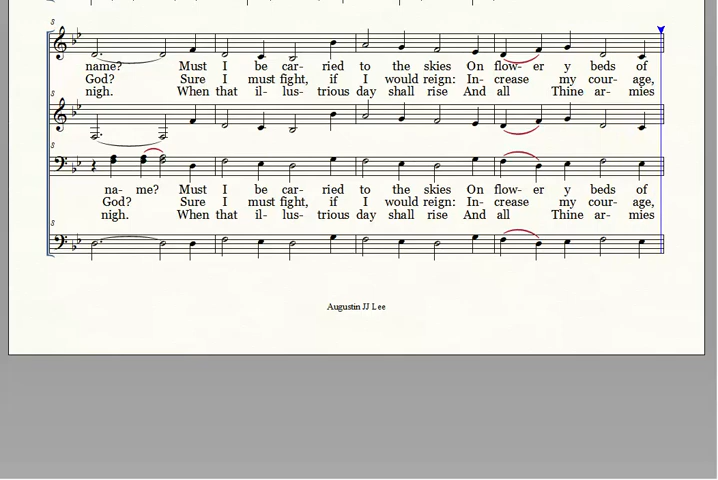 5
name? Must I be car- ried to the skies On flow- er y beds of
God? Sure I must fight, if I would reign: In- crease my cour- age,
nigh. When that il- lus- trious day shall rise And all Thine ar- mies
8
5
na- me? Must I be car- ried to the skies On flow- er y beds of
God? Sure I must fight, if I would reign: In- crease my cour- age,
nigh. When that il- lus- trious day shall rise And all Thine ar- mies
5
Augustin JJ Lee